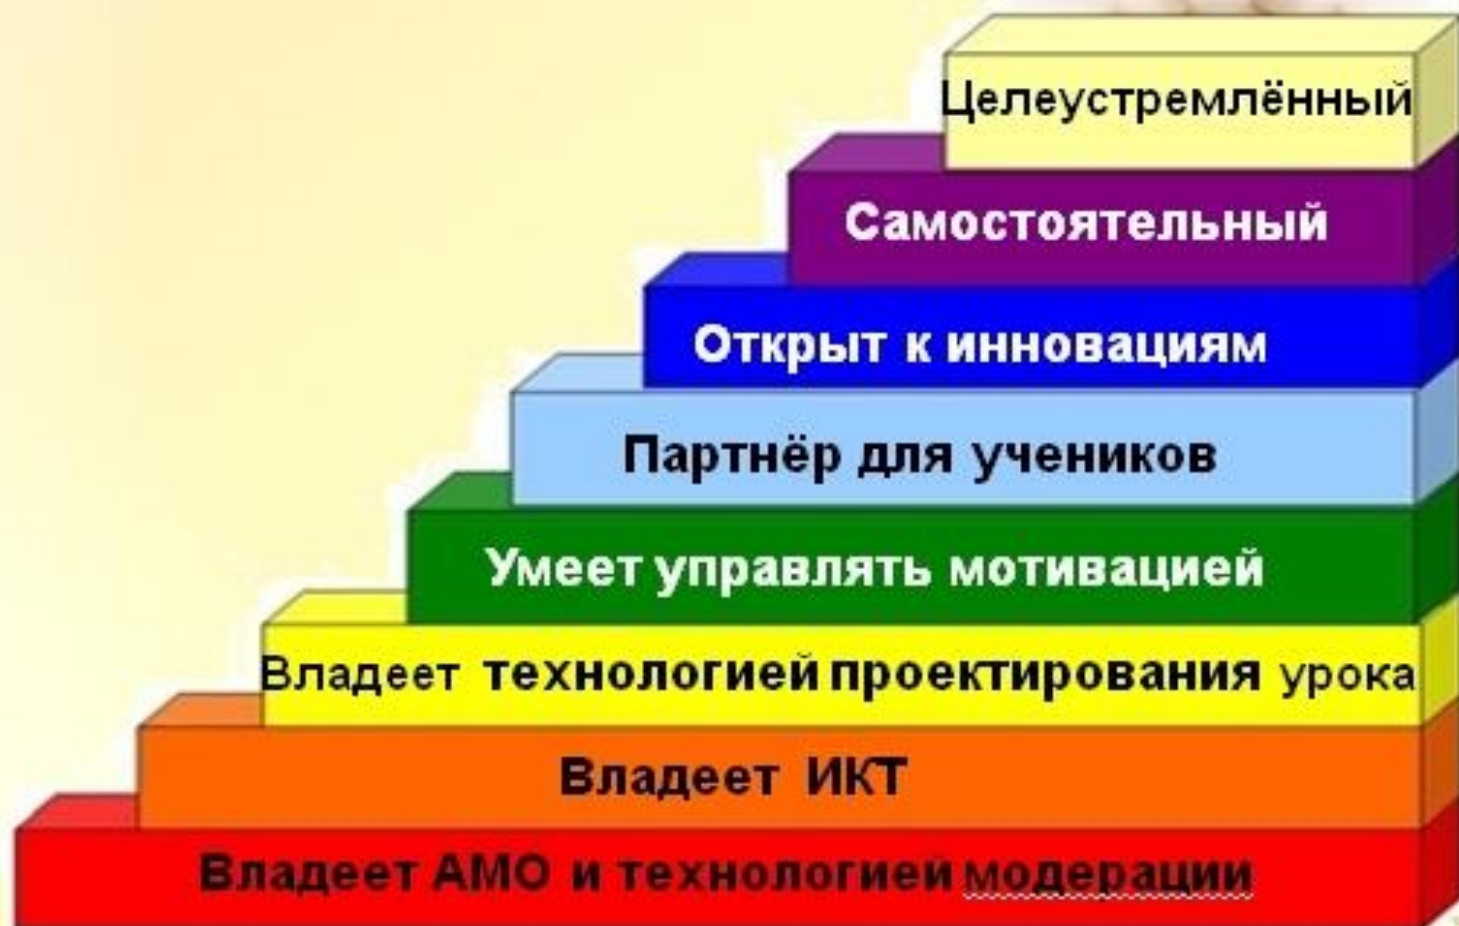 Целеустремлённый
Самостоятельный
Открыт к инновациям
Партнёр для учеников
Умеет управлять мотивацией
Владеет технологией проектирования урока
Владеет ИКТ
Владеет АМО и технологией модерации